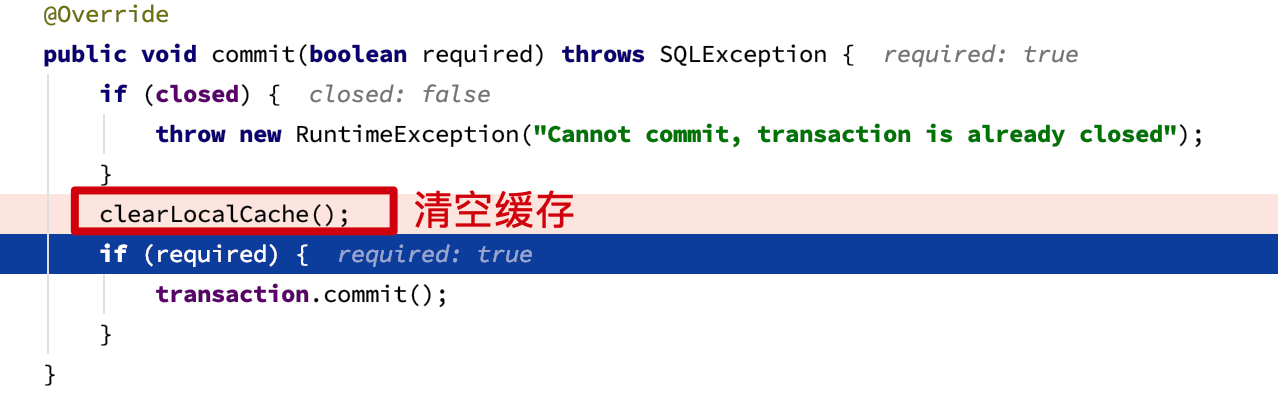 @Override
public void commit(boolean required) throws SQLException {  required: true
if (closed) {  closed: false
throw new RuntimeException("Cannot commit, transaction is already closed");
}
clearLocalCache(); 清空缓存
if (required) {  required: true
transaction.commit();
}
}